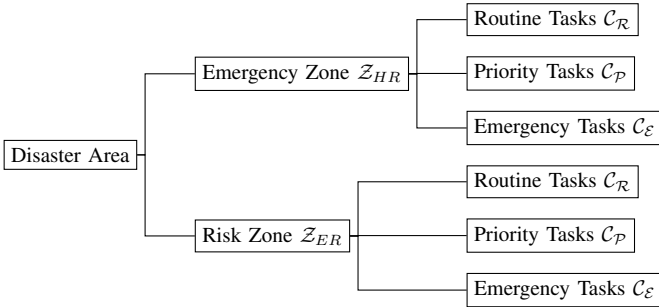 Disaster Area
Emergency Zone 𝒵_{HR}
Routine Tasks 𝒞_ℛ
Priority Tasks 𝒞_𝒫
Emergency Tasks 𝒞_ℰ
Risk Zone 𝒵_{ER}
Routine Tasks 𝒞_ℛ
Priority Tasks 𝒞_𝒫
Emergency Tasks 𝒞_ℰ